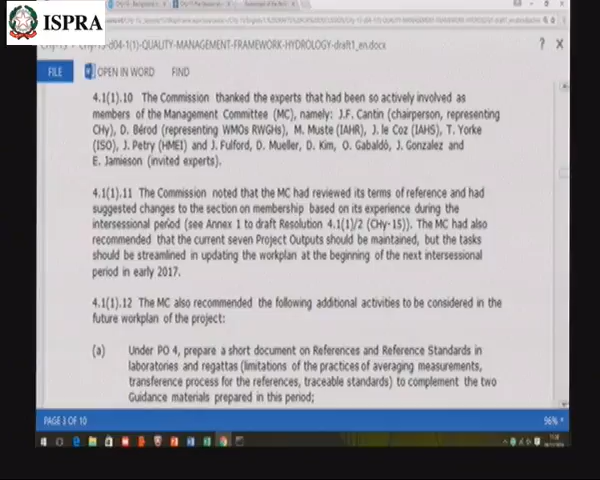 ISPRA
CHy-15-d04-1(1)-QUALITY-MANAGEMENT-FRAMEWORK-HYDROLOGY-draft1_en.docx
? X
FILE
OPEN IN WORD
FIND
4.1(1).10 The Commission thanked the experts that had been so actively involved as
members of the Management Committee (MC), namely: J.F. Cantin (chairperson, representing
CHy), D. Bérod (representing WMOs RWGHs), M. Muste (IAHR), J. le Coz (IAHS), T. Yorke
(ISO), J. Petry (HMEI) and J. Fulford, D. Mueller, D. Kim, O. Gabaldò, J. Gonzalez and
E. Jamieson (invited experts).
4.1(1).11 The Commission noted that the MC had reviewed its terms of reference and had
suggested changes to the section on membership based on its experience during the
intersessional period (see Annex 1 to draft Resolution 4.1(1)/2 (CHy-15)). The MC had also
recommended that the current seven Project Outputs should be maintained, but the tasks
should be streamlined in updating the workplan at the beginning of the next intersessional
period in early 2017.
4.1(1).12 The MC also recommended the following additional activities to be considered in the
future workplan of the project:
(a) Under PO 4, prepare a short document on References and Reference Standards in
laboratories and regattas (limitations of the practices of averaging measurements,
transference process for the references, traceable standards) to complement the two
Guidance materials prepared in this period;
PAGE 3 OF 10
96%